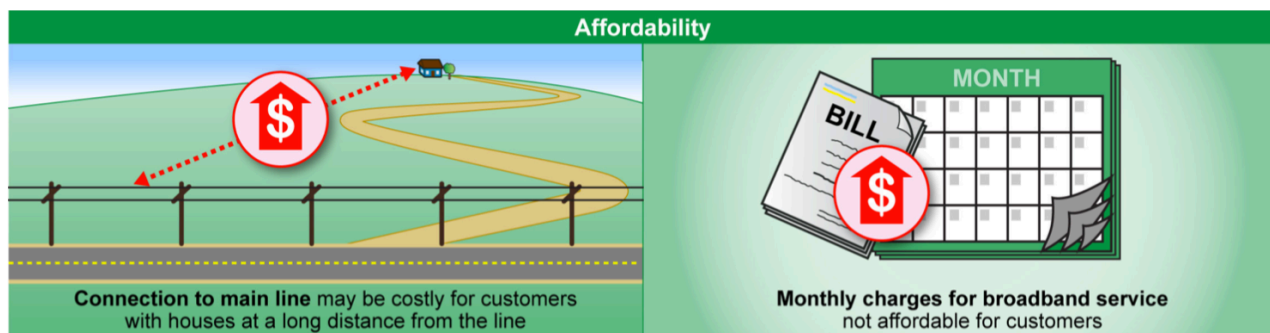 Affordability
$
Connection to main line may be costly for customers
with houses at a long distance from the line
MONTH
BILL
$
Monthly charges for broadband service
not affordable for customers